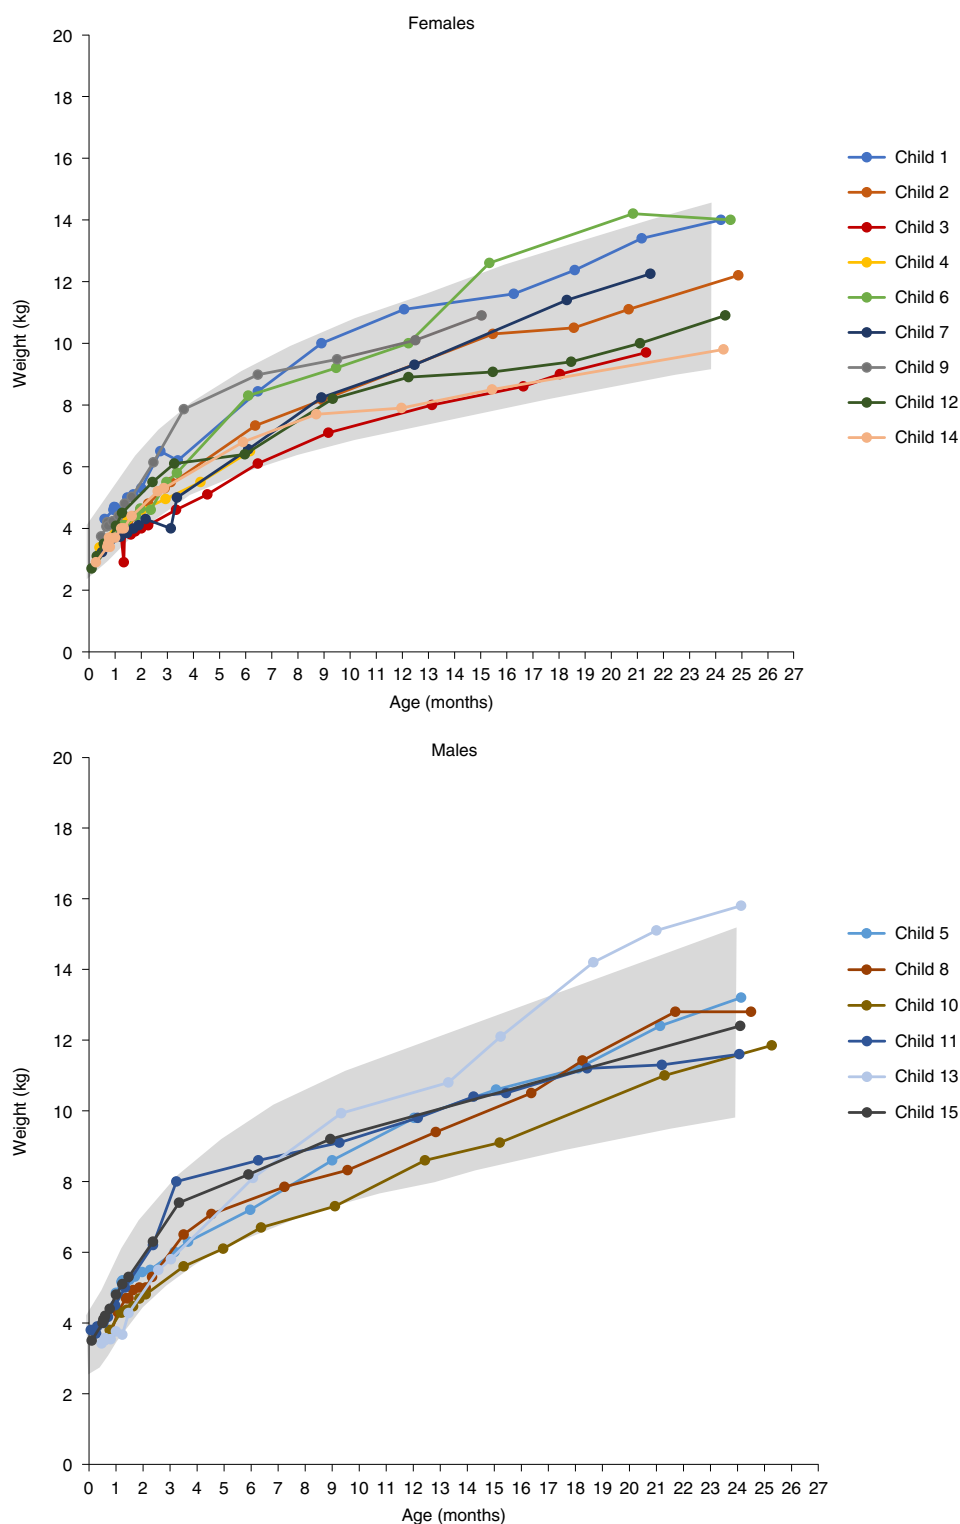 Females
20
18
16
14
12
10
8
6
4
2
0
Weight (kg)
0 1 2 3 4 5 6 7 8 9 10 11 12 13 14 15 16 17 18 19 20 21 22 23 24 25 26 27
Age (months)
Child 1
Child 2
Child 3
Child 4
Child 6
Child 7
Child 9
Child 12
Child 14
Males
20
18
16
14
12
10
8
6
4
2
0
Weight (kg)
0 1 2 3 4 5 6 7 8 9 10 11 12 13 14 15 16 17 18 19 20 21 22 23 24 25 26 27
Age (months)
Child 5
Child 8
Child 10
Child 11
Child 13
Child 15